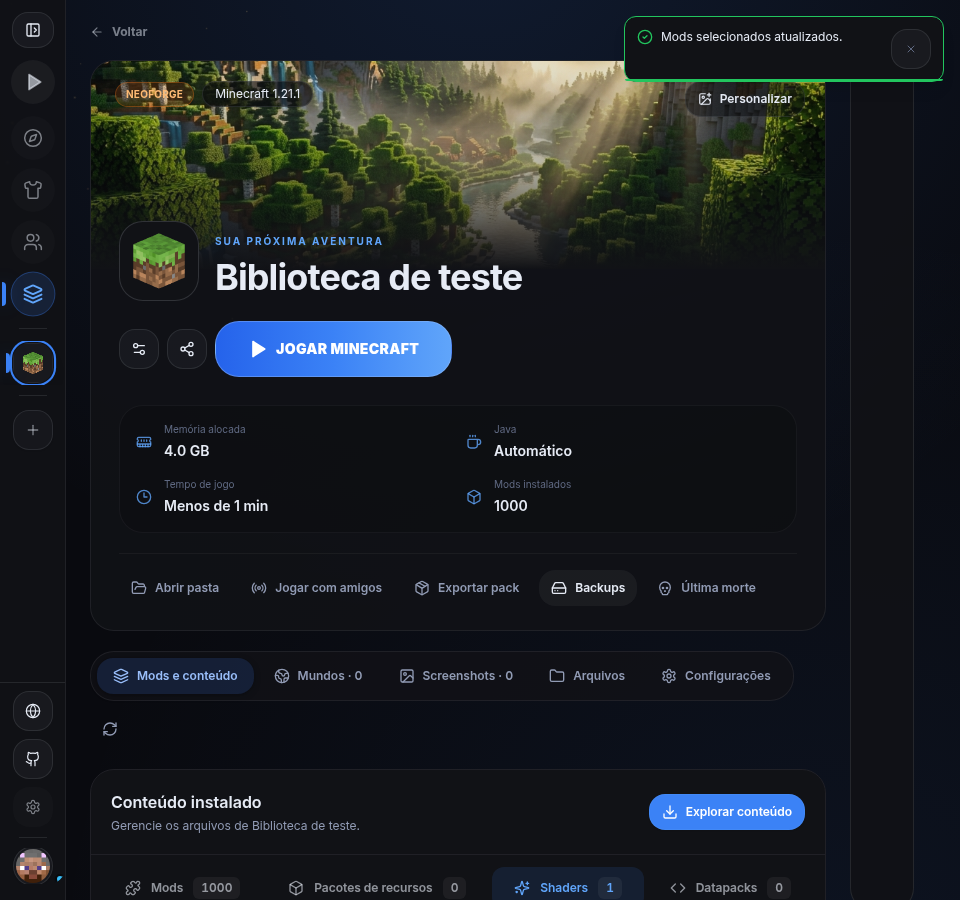 Voltar
Mods selecionados atualizados.
NEOFORGE
Minecraft 1.21.1
Personalizar
SUA PRÓXIMA AVENTURA
Biblioteca de teste
JOGAR MINECRAFT
Memória alocada
4.0 GB
Java
Automático
Tempo de jogo
Menos de 1 min
Mods instalados
1000
Abrir pasta
Jogar com amigos
Exportar pack
Backups
Última morte
Mods e conteúdo
Mundos · 0
Screenshots · 0
Arquivos
Configurações
Conteúdo instalado
Gerencie os arquivos de Biblioteca de teste.
Explorar conteúdo
Mods 1000
Pacotes de recursos 0
Shaders 1
Datapacks 0